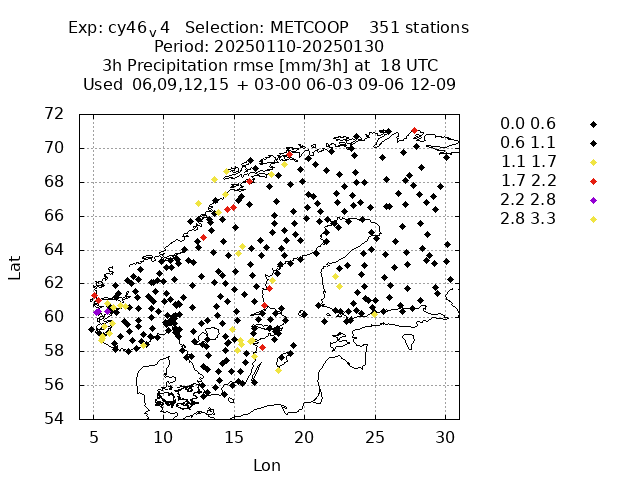 Exp: cy46v4 Selection: METCOOP 351 stations
Period: 20250110-20250130
3h Precipitation rmse [mm/3h] at 18 UTC
Used 06,09,12,15 + 03-00 06-03 09-06 12-09
72
70
68
66
64
62
60
58
56
54
Lat
5 10 15 20 25 30
Lon
0.0 0.6
0.6 1.1
1.1 1.7
1.7 2.2
2.2 2.8
2.8 3.3